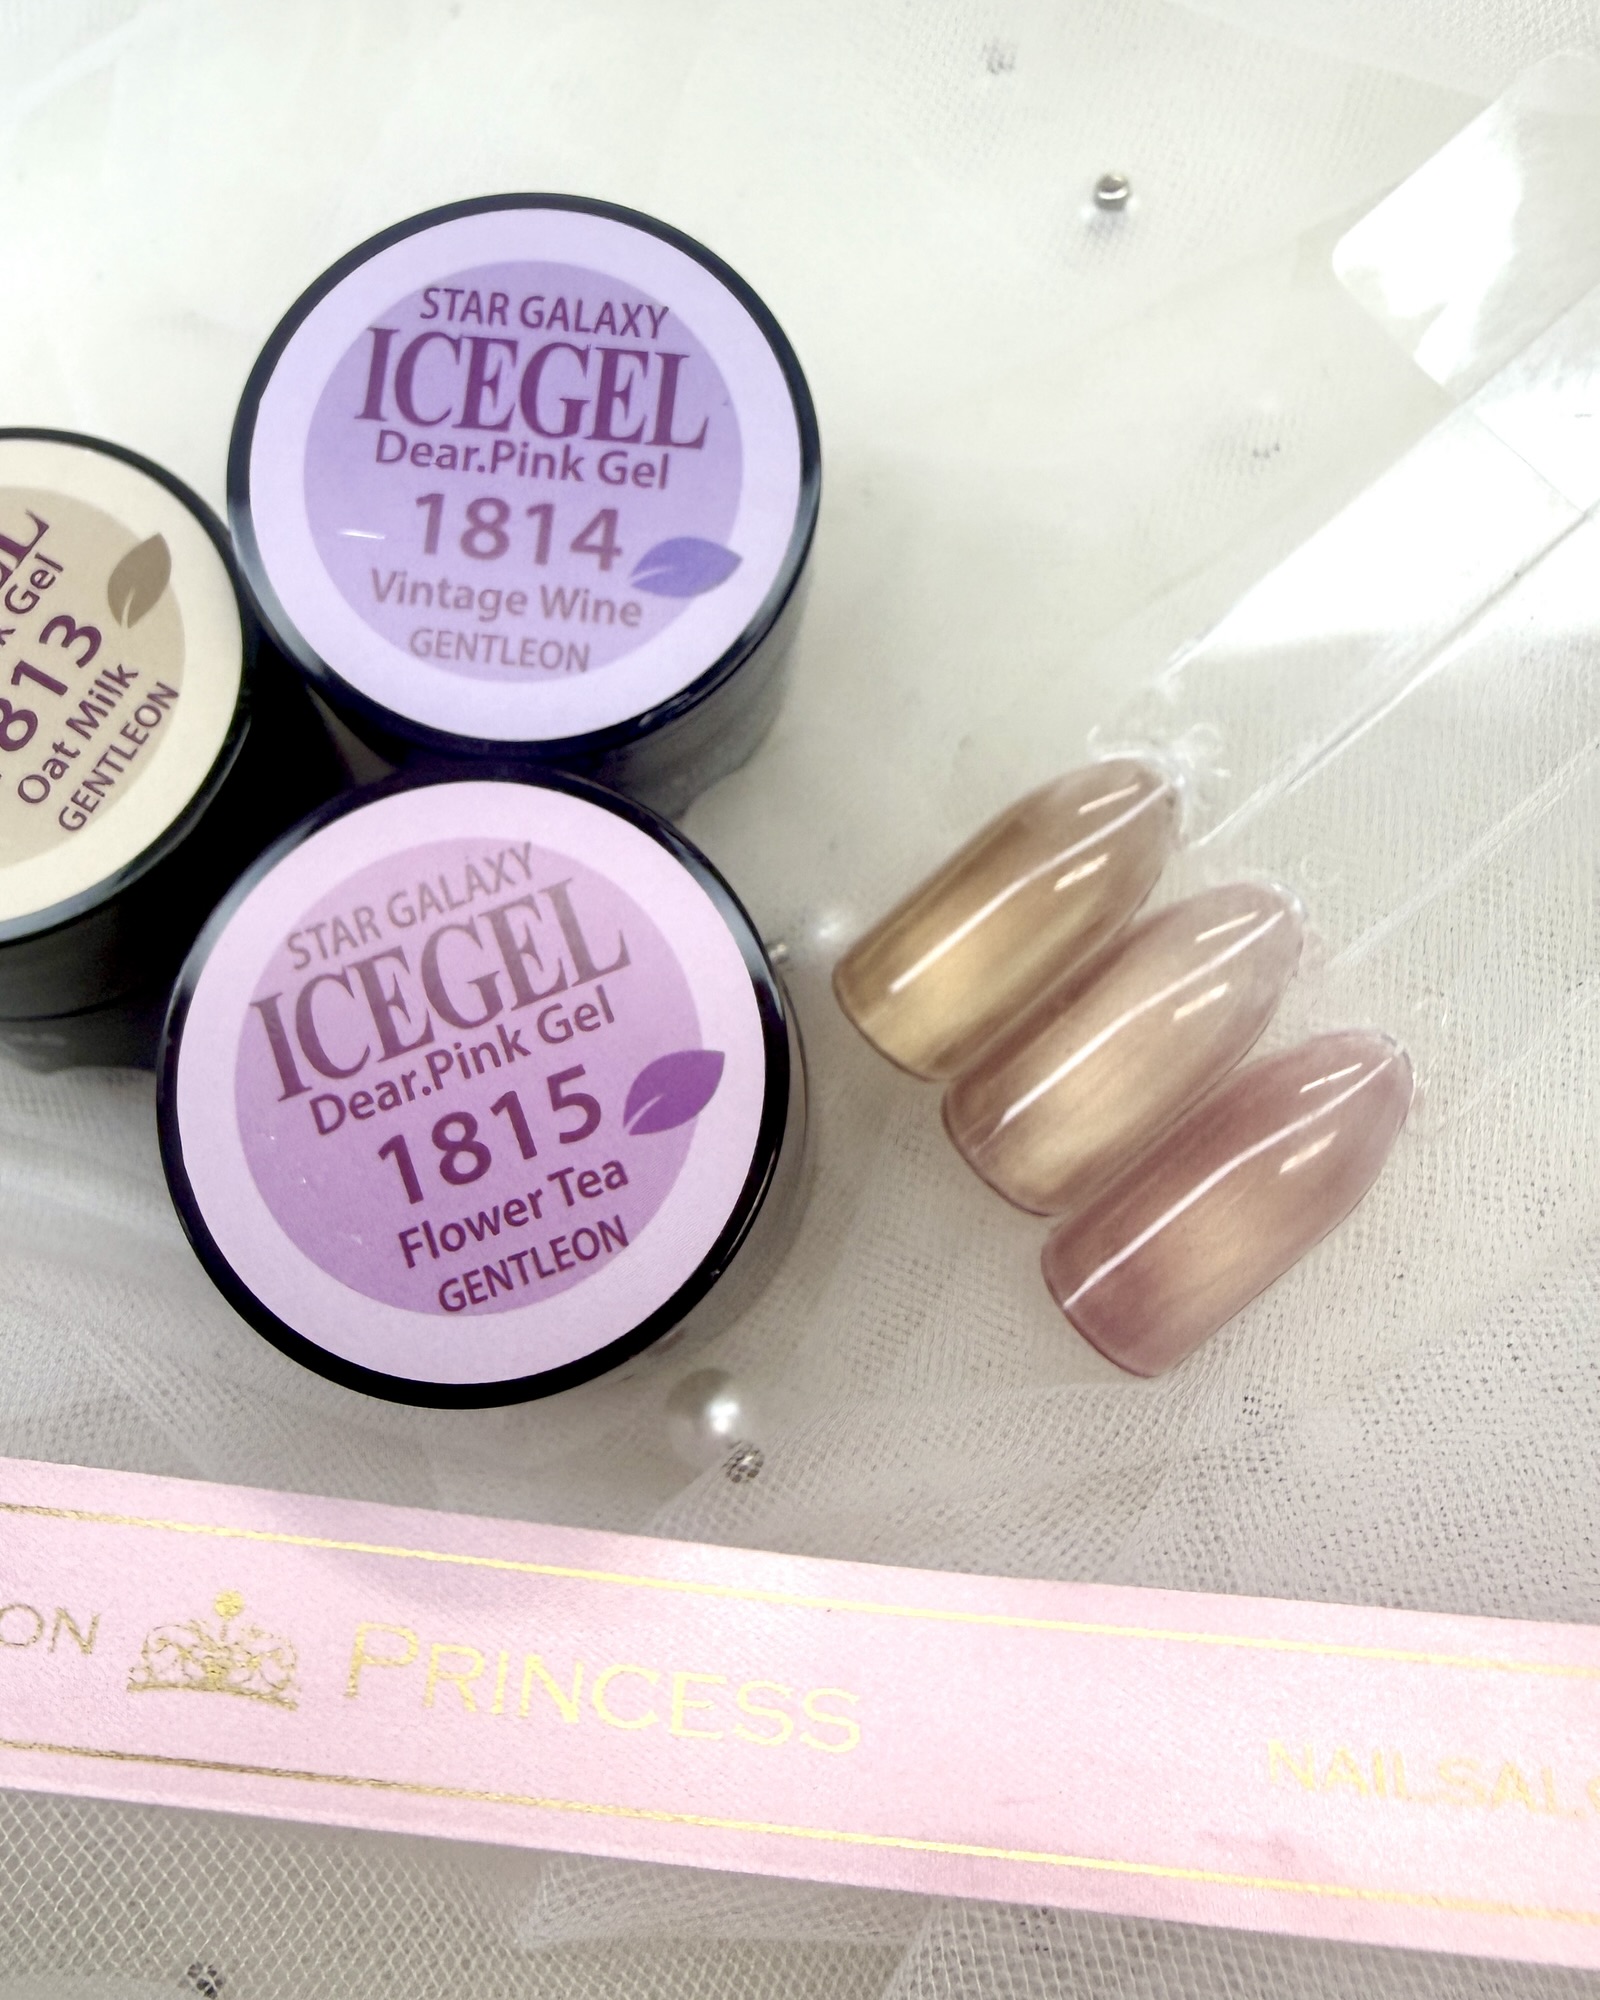 STAR GALAXY
ICEGEL
Dear.Pink Gel
1814
Vintage Wine
GENTLEON
Gel
813
Oat Milk
GENTLEON
STAR GALAXY
ICEGEL
Dear.Pink Gel
1815
Flower Tea
GENTLEON
ON PRINCESS NAILSAL